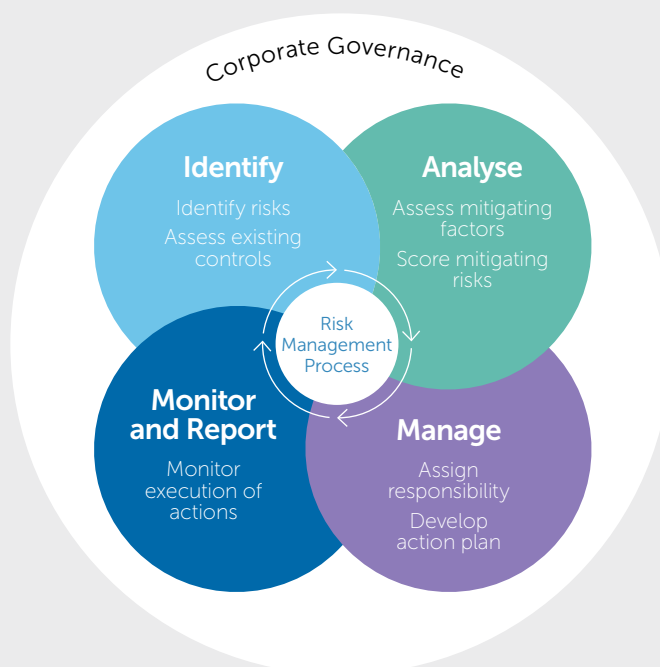 Corporate Governance
Identify
Identify risks
Assess existing
controls
Analyse
Assess mitigating
factors
Score mitigating
risks
Risk
Management
Process
Monitor
and Report
Monitor
execution of
actions
Manage
Assign
responsibility
Develop
action plan